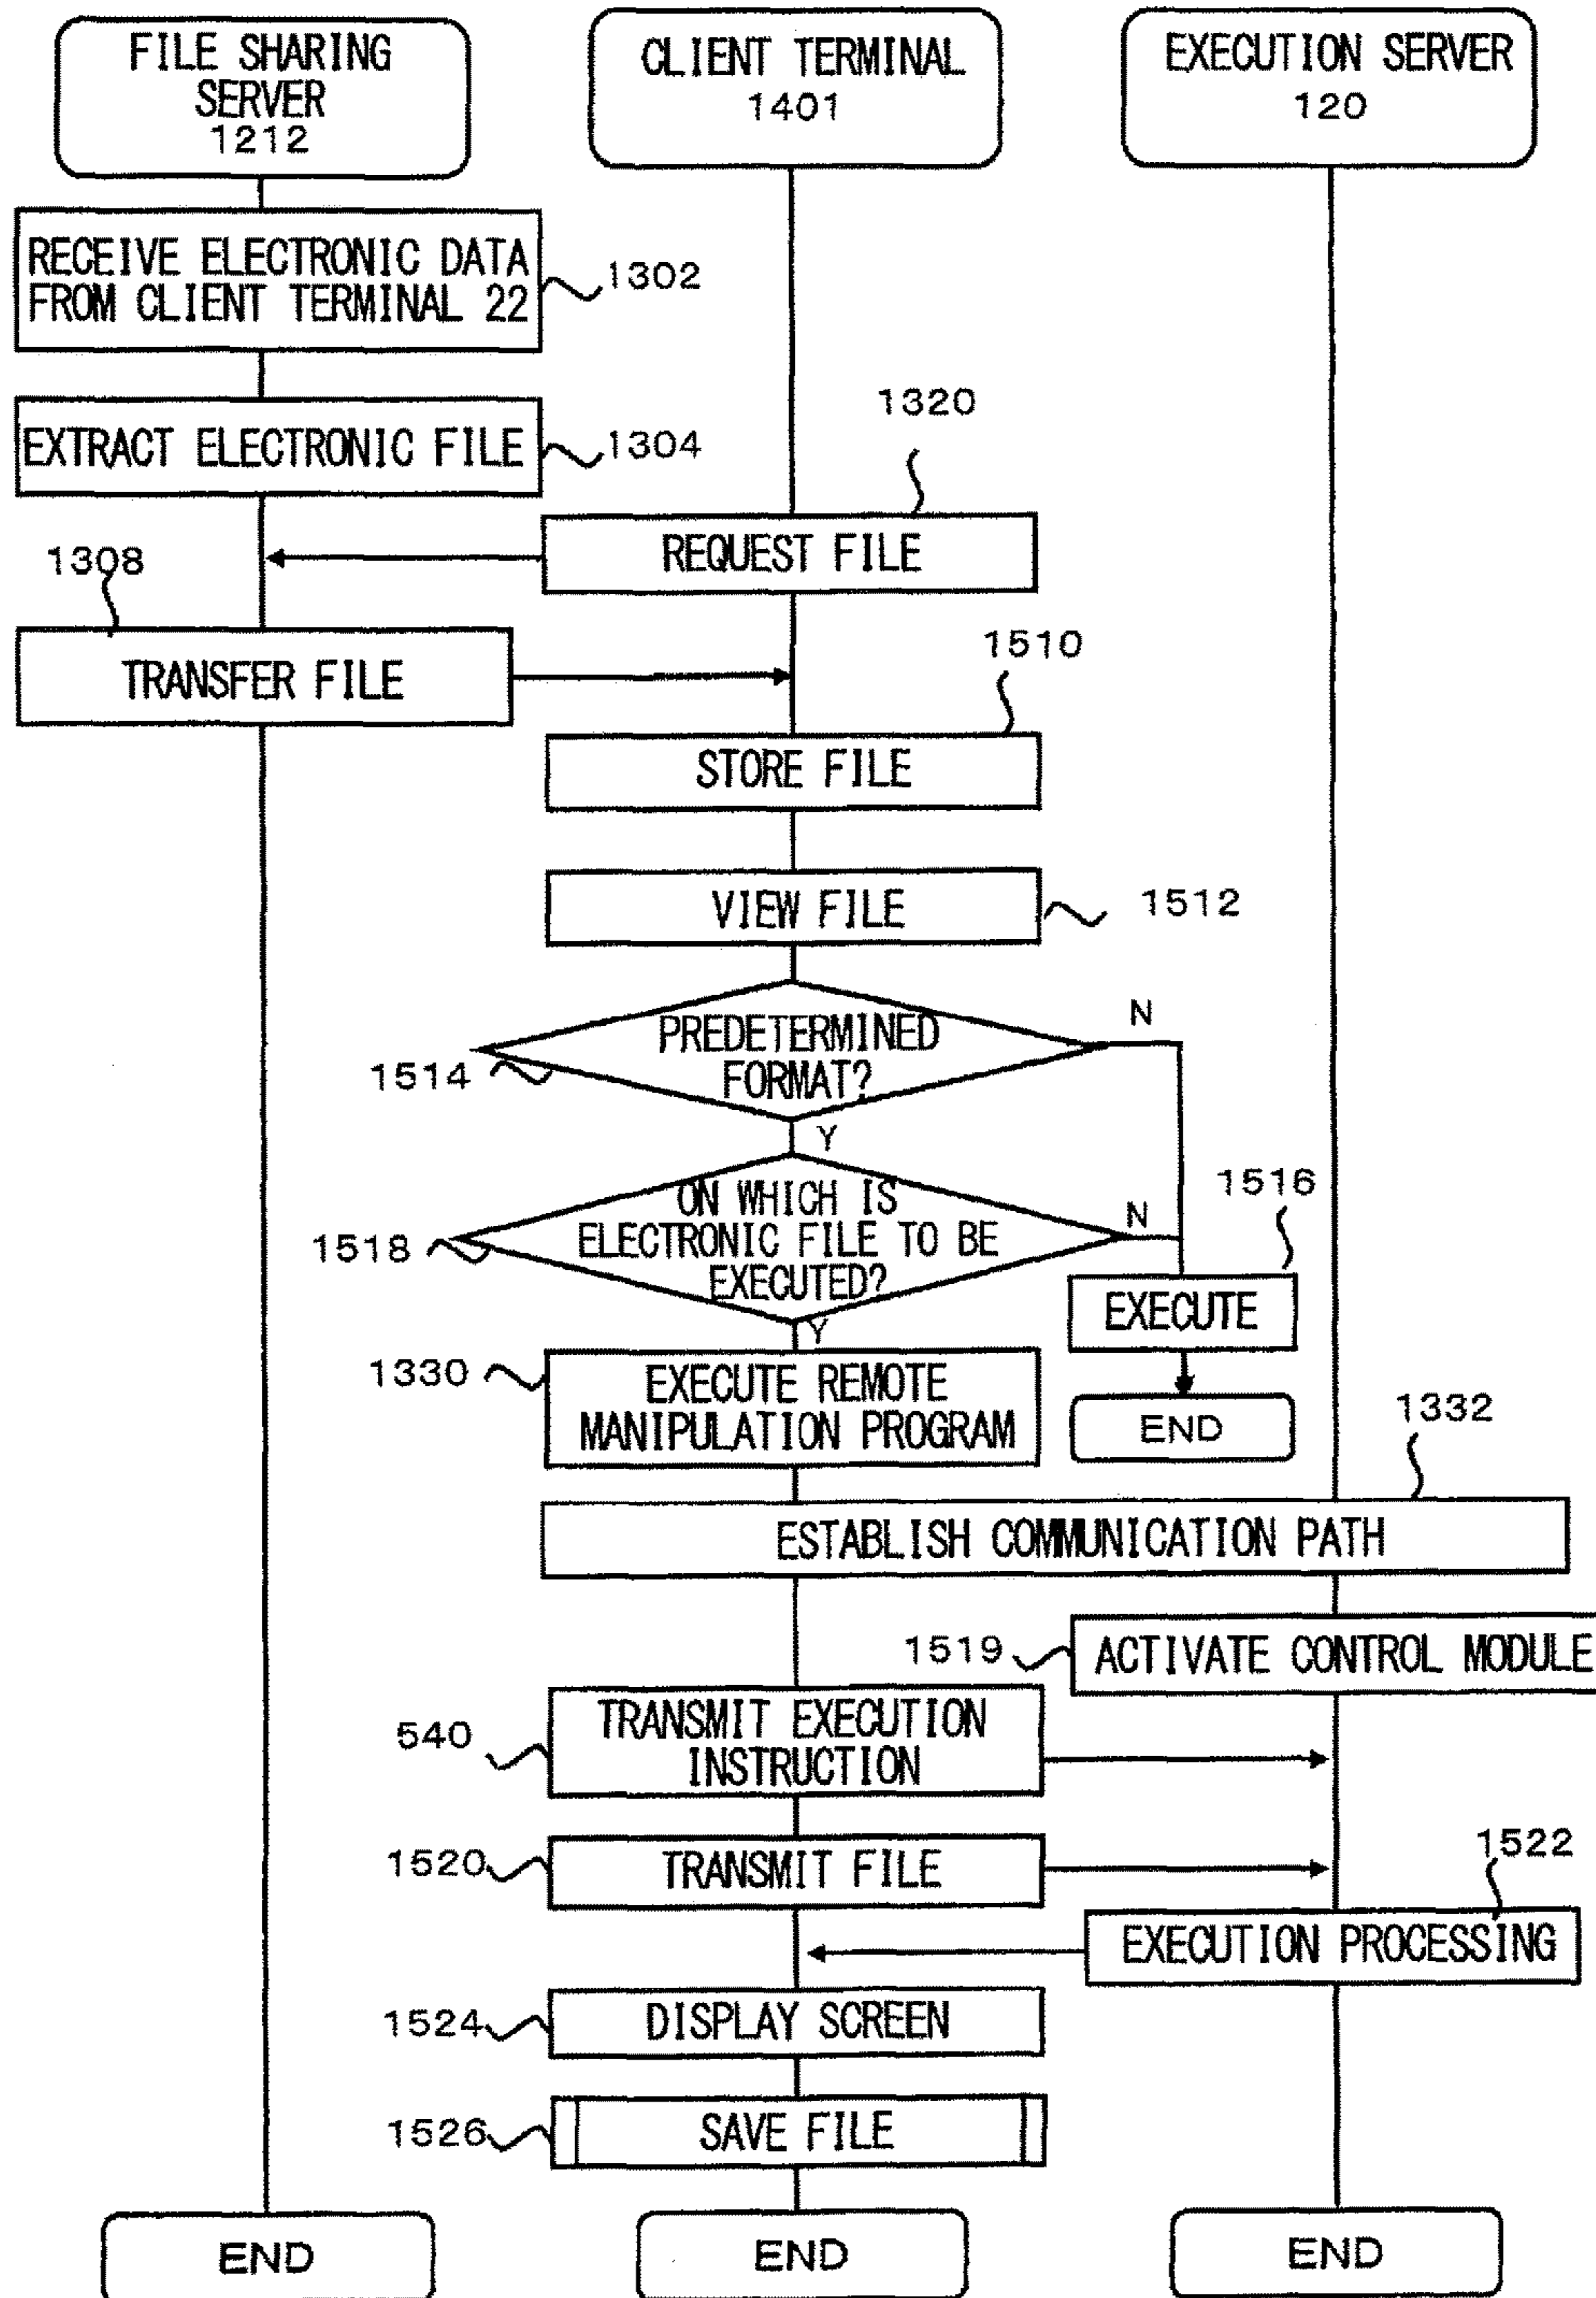 FILE SHARING
SERVER
1212
CLIENT TERMINAL
1401
EXECUTION SERVER
120
RECEIVE ELECTRONIC DATA
FROM CLIENT TERMINAL 22
1302
EXTRACT ELECTRONIC FILE
1304
1320
REQUEST FILE
1308
TRANSFER FILE
1510
STORE FILE
VIEW FILE
1512
PREDETERMINED
FORMAT?
N
1514
Y
ON WHICH IS
ELECTRONIC FILE TO BE
EXECUTED?
N
1518
1516
EXECUTE
END
Y
1330
EXECUTE REMOTE
MANIPULATION PROGRAM
1332
ESTABLISH COMMUNICATION PATH
1519
ACTIVATE CONTROL MODULE
540
TRANSMIT EXECUTION
INSTRUCTION
1520
TRANSMIT FILE
1522
EXECUTION PROCESSING
1524
DISPLAY SCREEN
1526
SAVE FILE
END
END
END